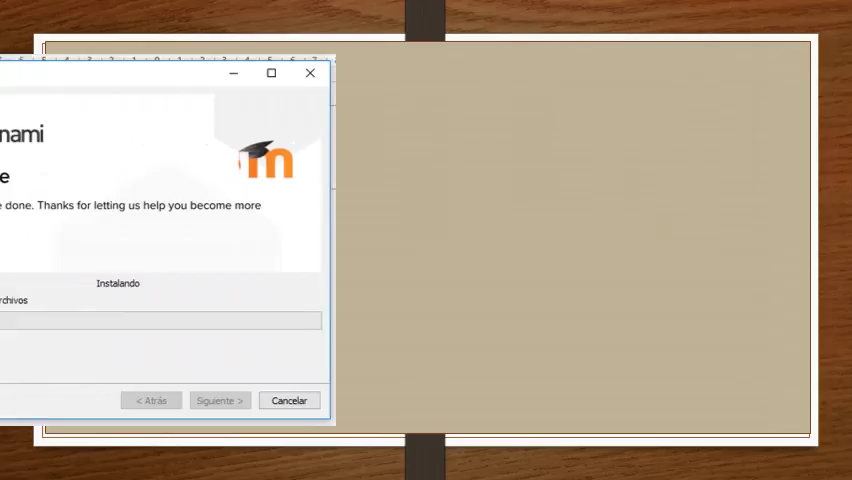 nami
e
e done. Thanks for letting us help you become more
Instalando
rchivos
< Atrás
Siguiente >
Cancelar